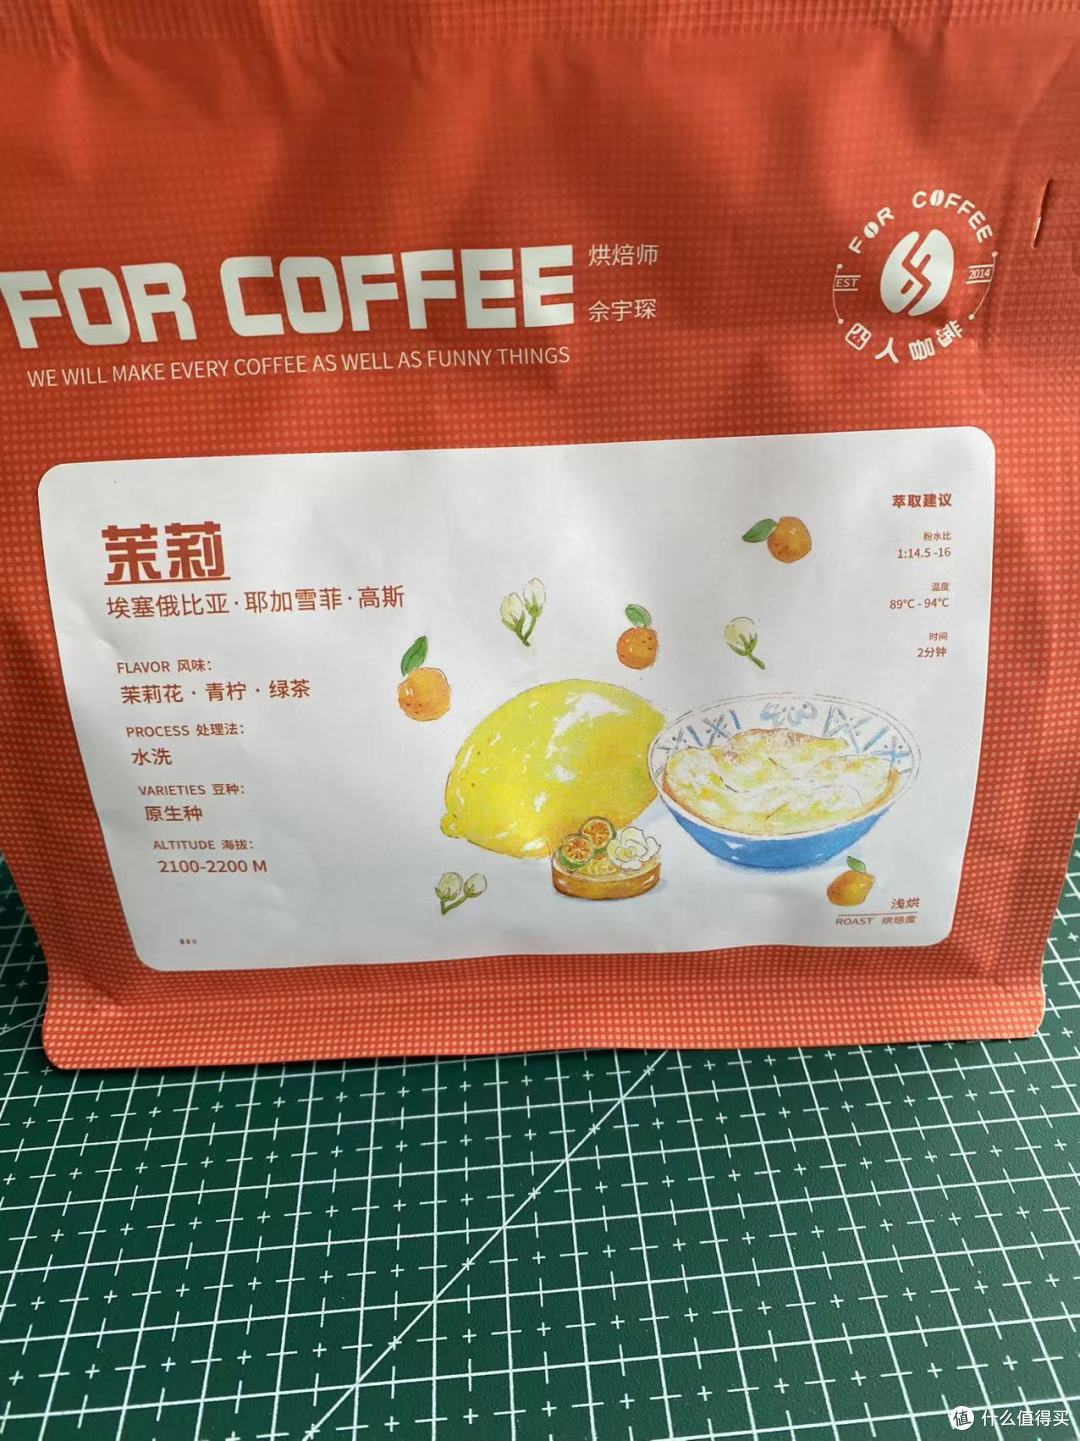 FOR COFFEE
烘焙师
佘宇琛
WE WILL MAKE EVERY COFFEE AS WELL AS FUNNY THINGS
FOR COFFEE
EST
2014
四人
茉莉
埃塞俄比亚·耶加雪菲·高斯
FLAVOR 风味：
茉莉花 · 青柠 · 绿茶
PROCESS 处理法：
水洗
VARIETIES 豆种：
原生种
ALTITUDE 海拔：
2100-2200 M
萃取建议
粉水比
1:14.5 -16
温度
89℃ - 94℃
时间
2分钟
浅烘
ROAST 烘焙度
值 什么值得买